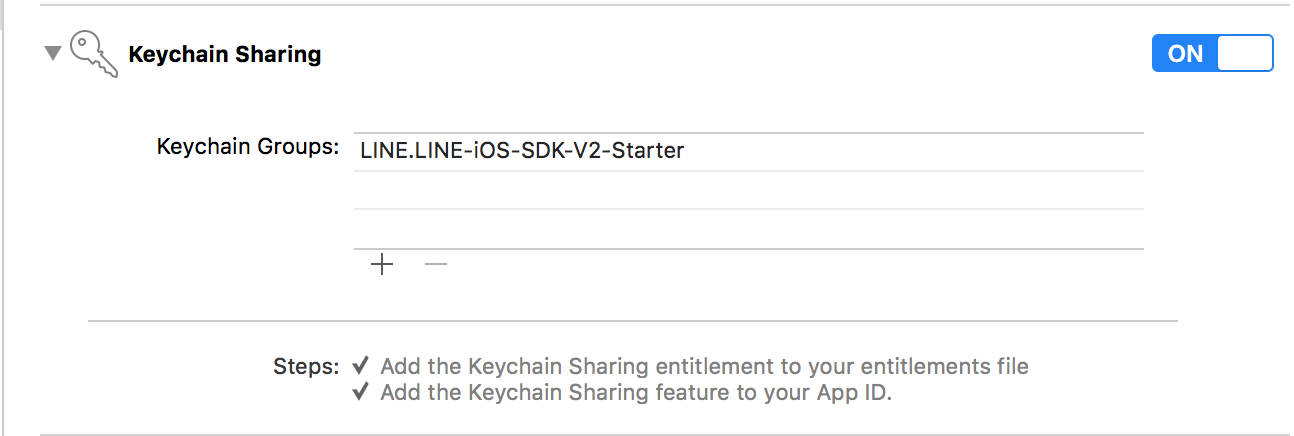 Keychain Sharing
ON
Keychain Groups: LINE.LINE-iOS-SDK-V2-Starter
Steps: ✓ Add the Keychain Sharing entitlement to your entitlements file
✓ Add the Keychain Sharing feature to your App ID.